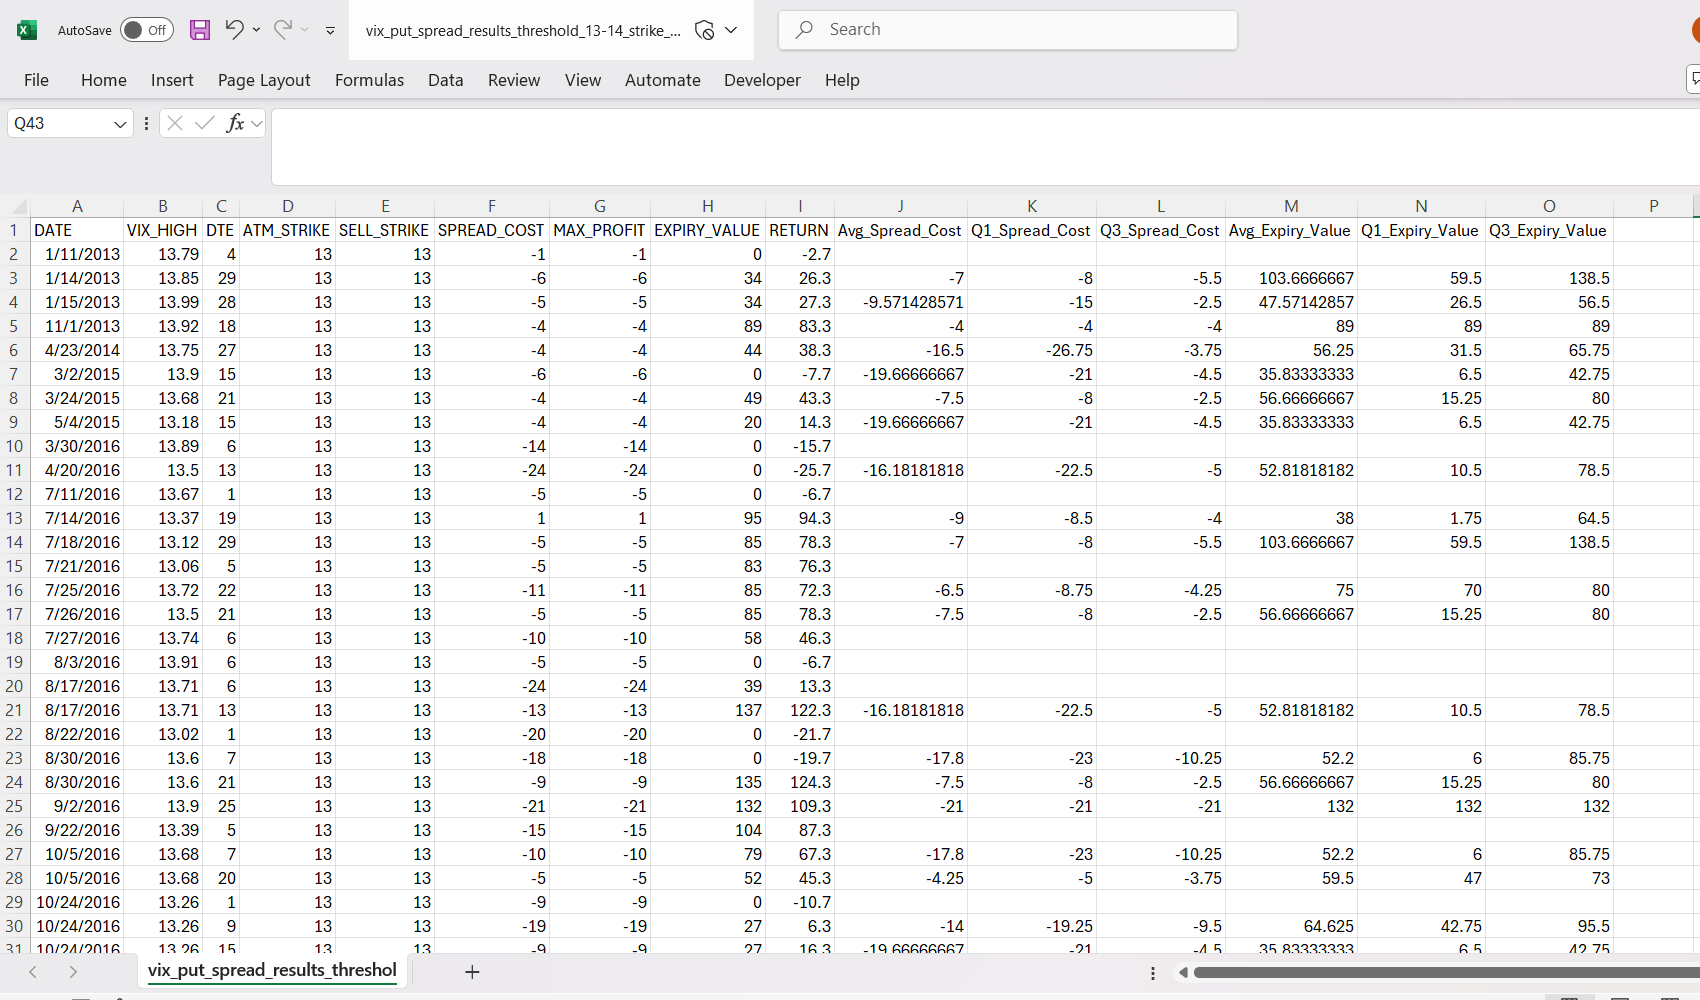 AutoSave Off vix_put_spread_results_threshold_13-14_strike_... Search
File Home Insert Page Layout Formulas Data Review View Automate Developer Help
Q43 fx
A B C D E F G H I J K L M N O P
1 DATE VIX_HIGH DTE ATM_STRIKE SELL_STRIKE SPREAD_COST MAX_PROFIT EXPIRY_VALUE RETURN Avg_Spread_Cost Q1_Spread_Cost Q3_Spread_Cost Avg_Expiry_Value Q1_Expiry_Value Q3_Expiry_Value
2 1/11/2013 13.79 4 13 13 -1 -1 0 -2.7
3 1/14/2013 13.85 29 13 13 -6 -6 34 26.3 -7 -8 -5.5 103.6666667 59.5 138.5
4 1/15/2013 13.99 28 13 13 -5 -5 34 27.3 -9.571428571 -15 -2.5 47.57142857 26.5 56.5
5 11/1/2013 13.92 18 13 13 -4 -4 89 83.3 -4 -4 -4 89 89 89
6 4/23/2014 13.75 27 13 13 -4 -4 44 38.3 -16.5 -26.75 -3.75 56.25 31.5 65.75
7 3/2/2015 13.9 15 13 13 -6 -6 0 -7.7 -19.66666667 -21 -4.5 35.83333333 6.5 42.75
8 3/24/2015 13.68 21 13 13 -4 -4 49 43.3 -7.5 -8 -2.5 56.66666667 15.25 80
9 5/4/2015 13.18 15 13 13 -4 -4 20 14.3 -19.66666667 -21 -4.5 35.83333333 6.5 42.75
10 3/30/2016 13.89 6 13 13 -14 -14 0 -15.7
11 4/20/2016 13.5 13 13 13 -24 -24 0 -25.7 -16.18181818 -22.5 -5 52.81818182 10.5 78.5
12 7/11/2016 13.67 1 13 13 -5 -5 0 -6.7
13 7/14/2016 13.37 19 13 13 1 1 95 94.3 -9 -8.5 -4 38 1.75 64.5
14 7/18/2016 13.12 29 13 13 -5 -5 85 78.3 -7 -8 -5.5 103.6666667 59.5 138.5
15 7/21/2016 13.06 5 13 13 -5 -5 83 76.3
16 7/25/2016 13.72 22 13 13 -11 -11 85 72.3 -6.5 -8.75 -4.25 75 70 80
17 7/26/2016 13.5 21 13 13 -5 -5 85 78.3 -7.5 -8 -2.5 56.66666667 15.25 80
18 7/27/2016 13.74 6 13 13 -10 -10 58 46.3
19 8/3/2016 13.91 6 13 13 -5 -5 0 -6.7
20 8/17/2016 13.71 6 13 13 -24 -24 39 13.3
21 8/17/2016 13.71 13 13 13 -13 -13 137 122.3 -16.18181818 -22.5 -5 52.81818182 10.5 78.5
22 8/22/2016 13.02 1 13 13 -20 -20 0 -21.7
23 8/30/2016 13.6 7 13 13 -18 -18 0 -19.7 -17.8 -23 -10.25 52.2 6 85.75
24 8/30/2016 13.6 21 13 13 -9 -9 135 124.3 -7.5 -8 -2.5 56.66666667 15.25 80
25 9/2/2016 13.9 25 13 13 -21 -21 132 109.3 -21 -21 -21 132 132 132
26 9/22/2016 13.39 5 13 13 -15 -15 104 87.3
27 10/5/2016 13.68 7 13 13 -10 -10 79 67.3 -17.8 -23 -10.25 52.2 6 85.75
28 10/5/2016 13.68 20 13 13 -5 -5 52 45.3 -4.25 -5 -3.75 59.5 47 73
29 10/24/2016 13.26 1 13 13 -9 -9 0 -10.7
30 10/24/2016 13.26 9 13 13 -19 -19 27 6.3 -14 -19.25 -9.5 64.625 42.75 95.5
31 10/24/2016 13.26 15 13 13 -9 -9 27 16.3 -19.66666667 -21 -4.5 35.83333333 6.5 42.75
vix_put_spread_results_threshol